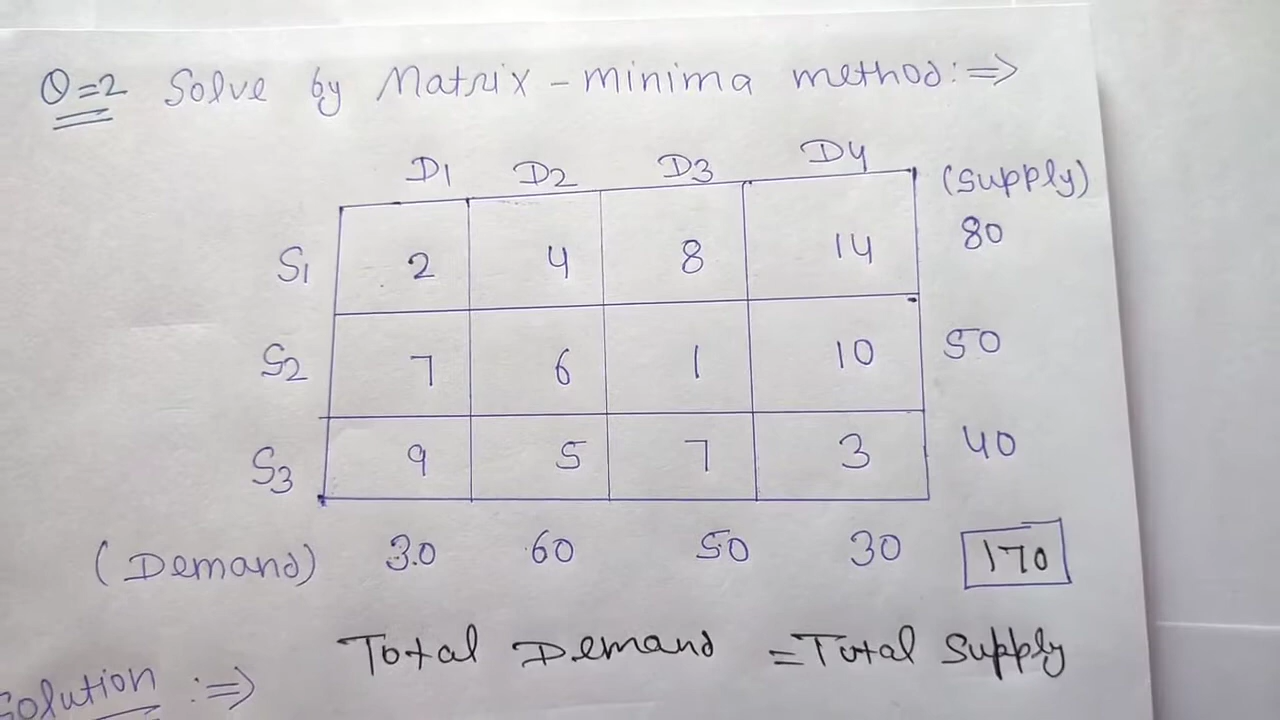 Q=2 Solve by Matrix - minima method :⇒
D1 D2 D3 D4 (Supply)
S1 2 4 8 14 80
S2 7 6 1 10 50
S3 9 5 7 3 40
(Demand) 30 60 50 30 170
Total Demand = Total Supply
Solution :⇒